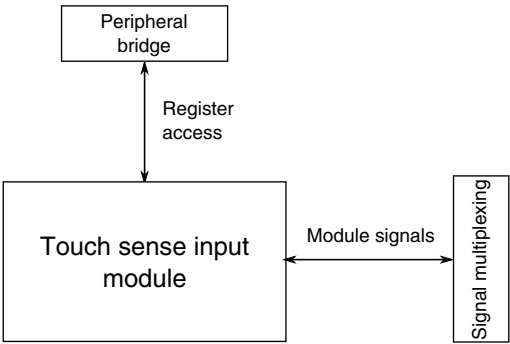 Peripheral
bridge
Register
access
Touch sense input
module
Module signals
Signal multiplexing